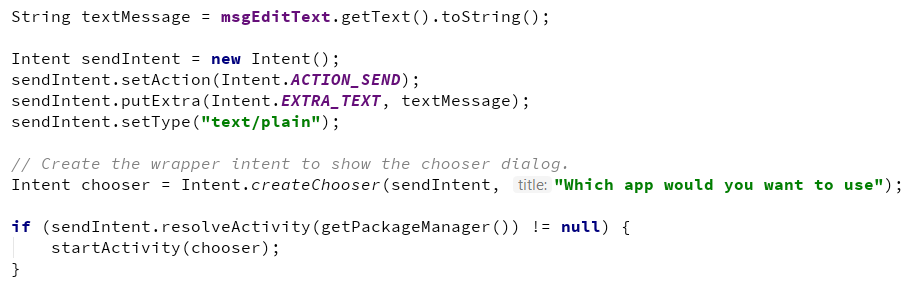 String textMessage = msgEditText.getText().toString();
Intent sendIntent = new Intent();
sendIntent.setAction(Intent.ACTION_SEND);
sendIntent.putExtra(Intent.EXTRA_TEXT, textMessage);
sendIntent.setType("text/plain");
// Create the wrapper intent to show the chooser dialog.
Intent chooser = Intent.createChooser(sendIntent, title: "Which app would you want to use");
if (sendIntent.resolveActivity(getPackageManager()) != null) {
    startActivity(chooser);
}